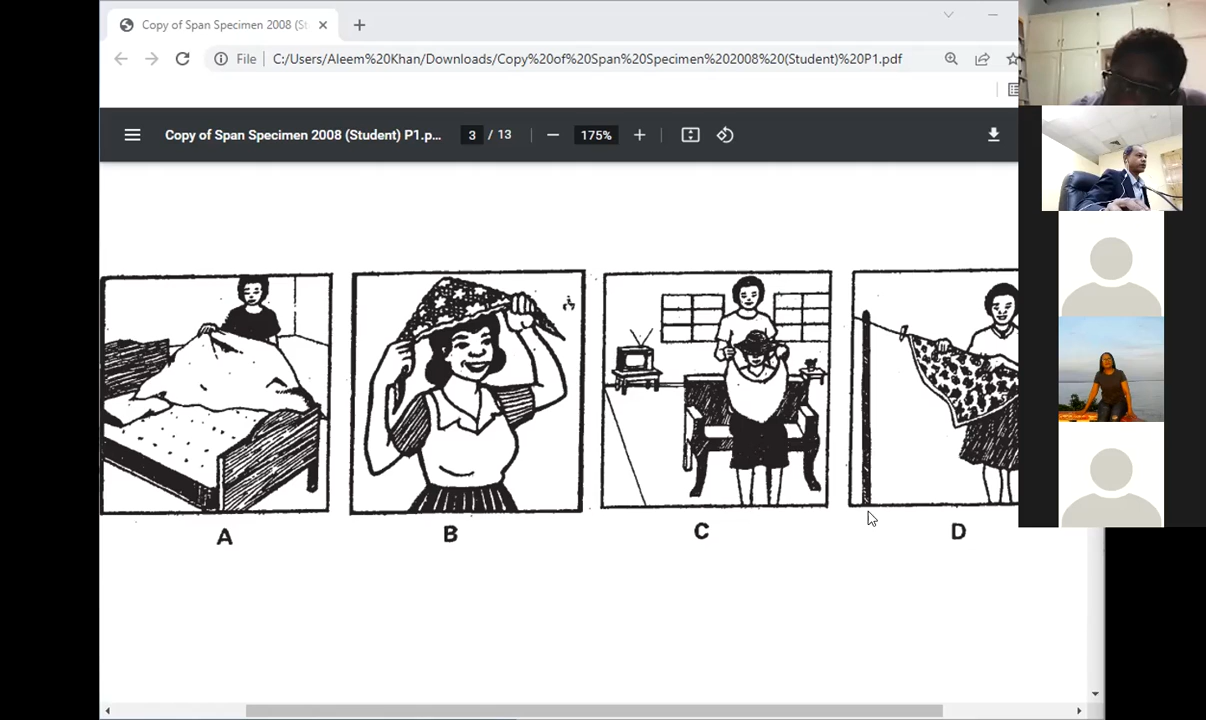 Copy of Span Specimen 2008 (St
File C:/Users/Aleem%20Khan/Downloads/Copy%20of%20Span%20Specimen%202008%20(Student)%20P1.pdf
Copy of Span Specimen 2008 (Student) P1.p... 3 / 13 175%
A B C D